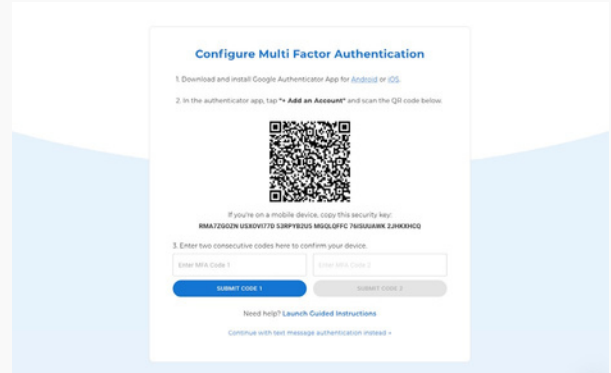 Configure Multi Factor Authentication
1. Download and install Google Authenticator App for Android or iOS.
2. In the authenticator app, tap "+ Add an Account" and scan the QR code below.
If you're on a mobile device, copy this security key:
3. Enter two consecutive codes here to confirm your device.
Enter MFA Code 1 Enter MFA Code 2
SUBMIT CODE 1 SUBMIT CODE 2
Need help? Launch Guided Instructions
Continue with text message authentication instead »